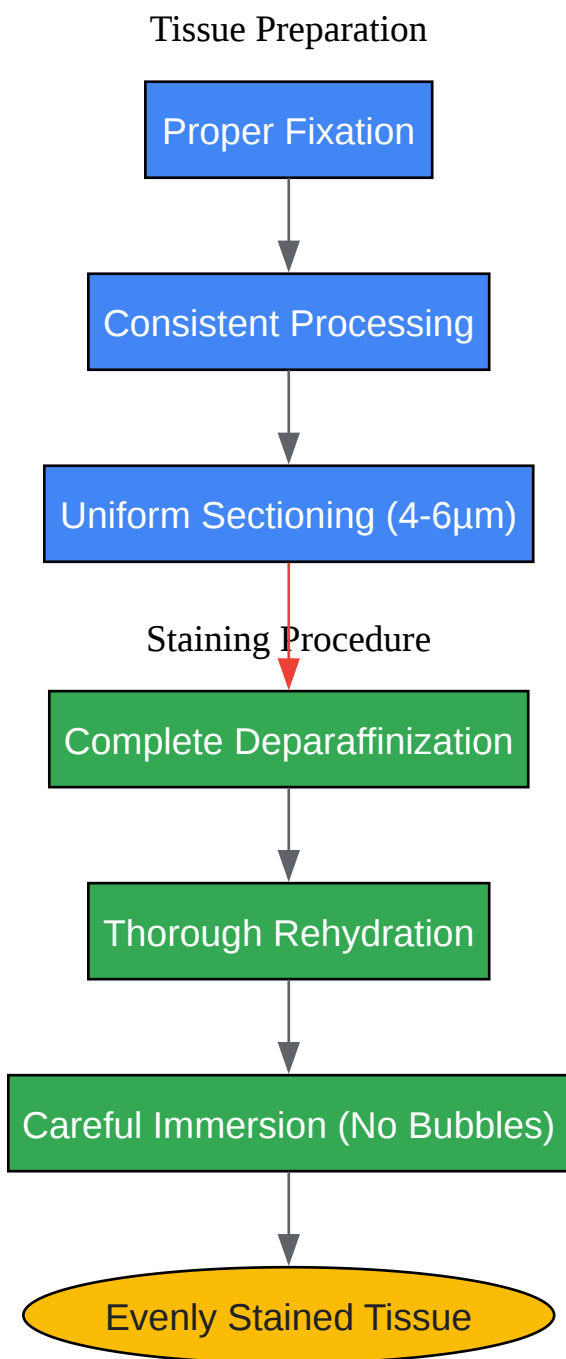 Tissue Preparation
Proper Fixation
Consistent Processing
Uniform Sectioning (4-6µm)
Staining Procedure
Complete Deparaffinization
Thorough Rehydration
Careful Immersion (No Bubbles)
Evenly Stained Tissue